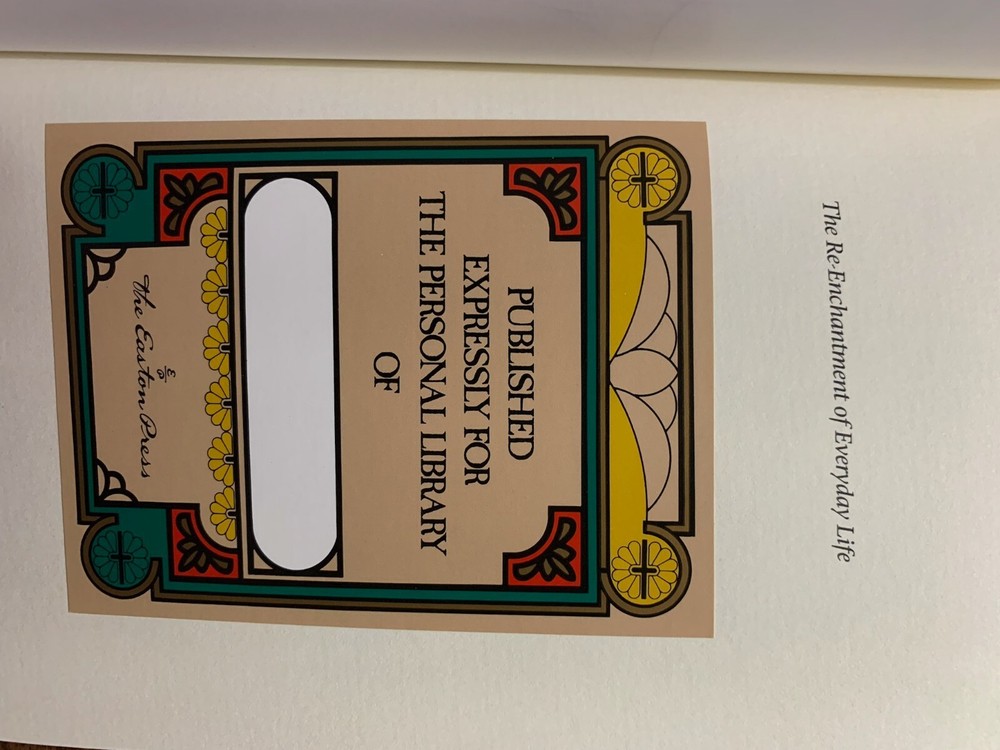 The Re-Enchantment of Everyday Life
PUBLISHED
EXPRESSLY FOR
THE PERSONAL LIBRARY
OF
The Easton Press